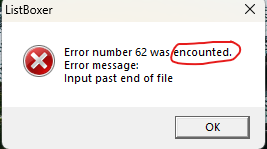 ListBoxer
Error number 62 was encounted.
Error message:
Input past end of file
OK